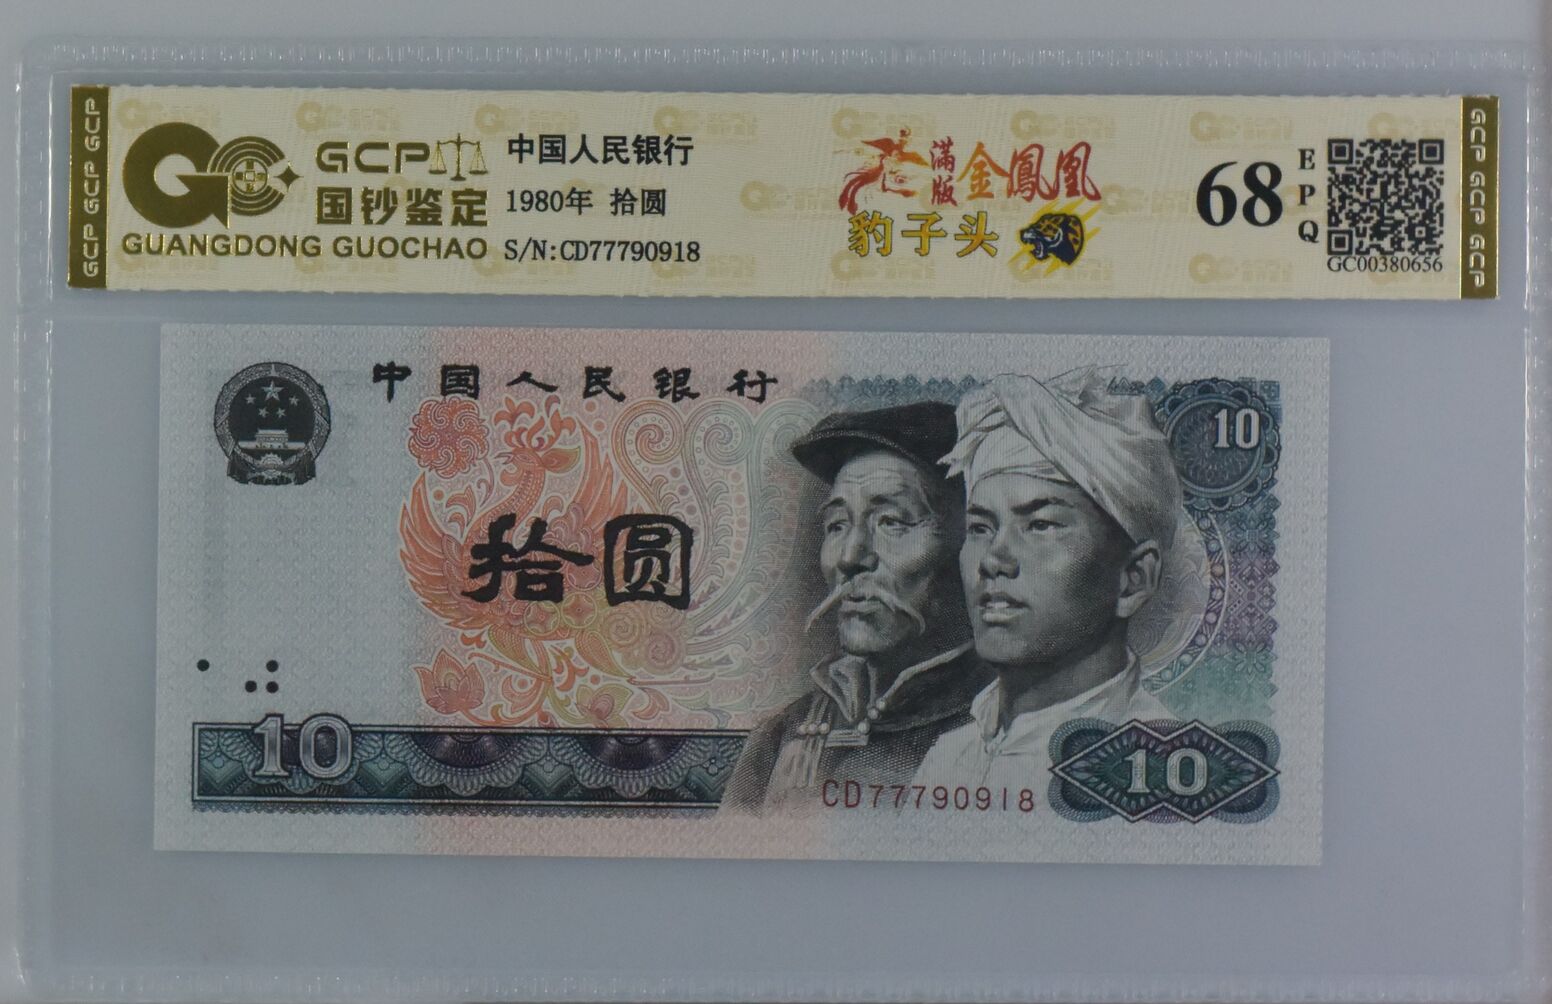 GCP GCP GCP
GCP
国钞鉴定
GUANGDONG GUOCHAO
中国人民银行
1980年 拾圆
S/N:CD77790918
满版
金鳳凰
豹子头
68
EPQ
GC00380656
GCP GCP GCP
中国人民银行
10
拾圆
10
CD77790918
10